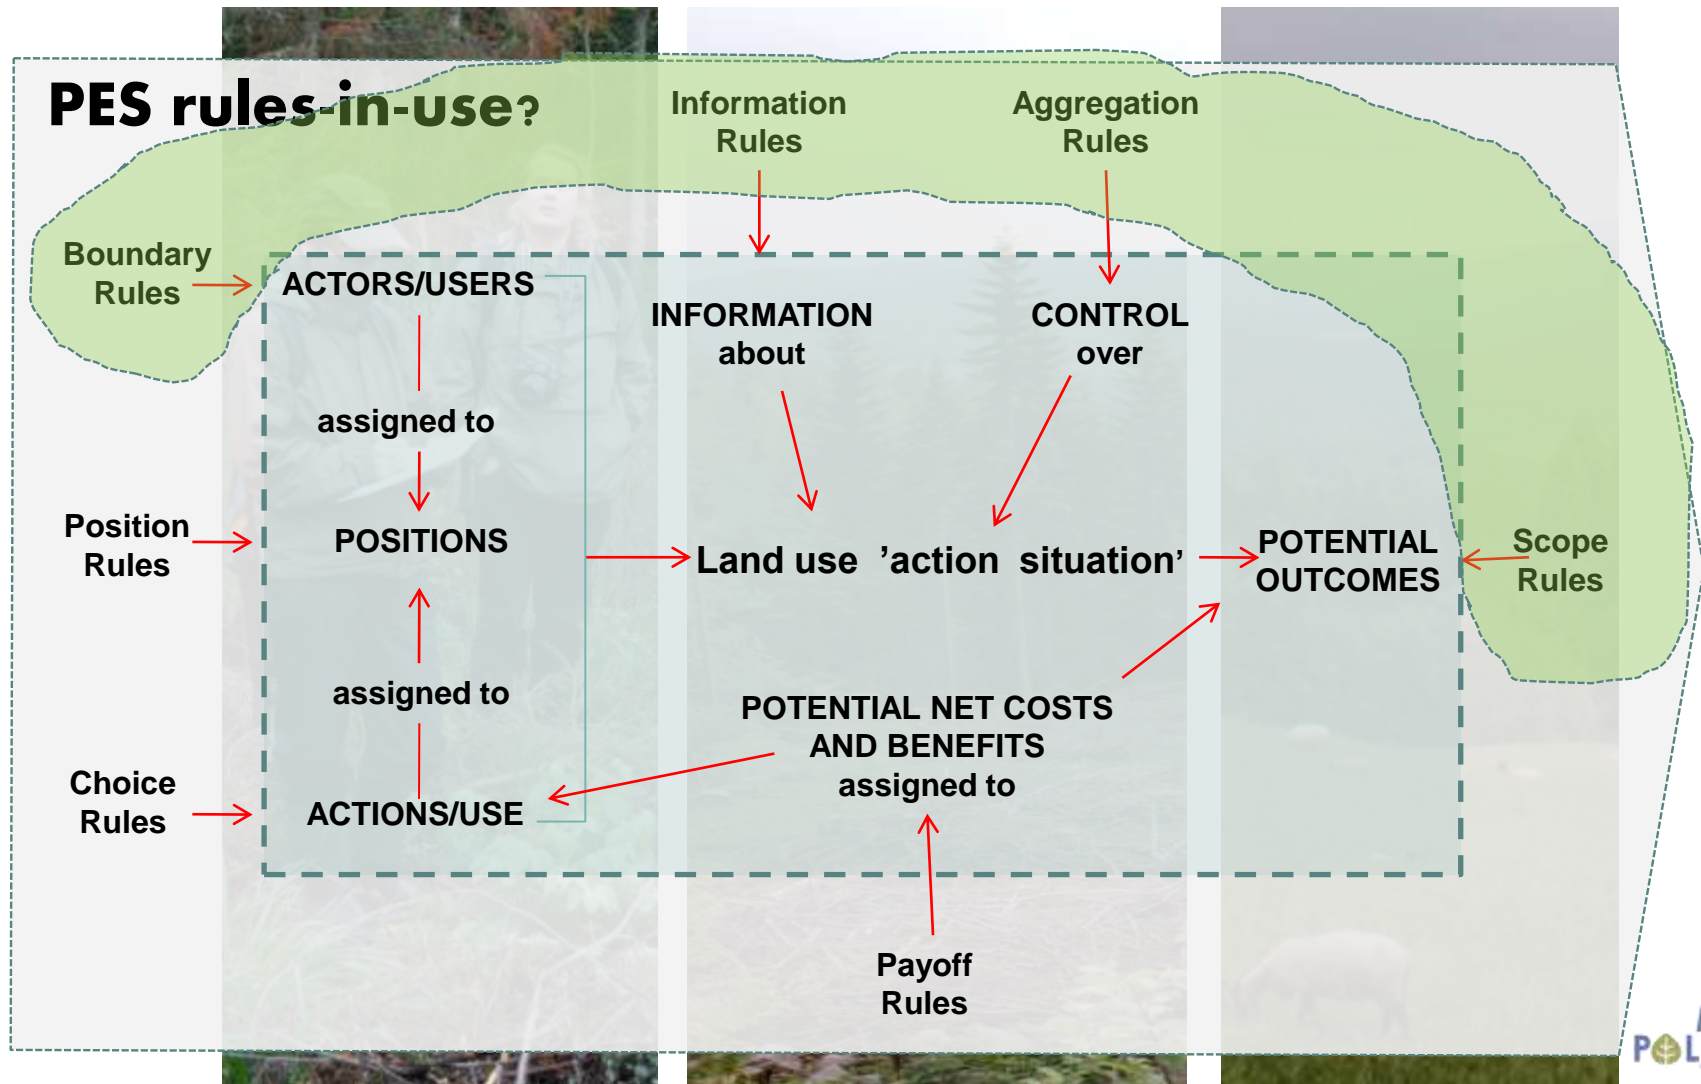 PES rules-in-use?
Information
Rules
Aggregation
Rules
Boundary
Rules
ACTORS/USERS
INFORMATION
about
CONTROL
over
assigned to
Position
Rules
POSITIONS
Land use 'action situation’
POTENTIAL
OUTCOMES
Scope
Rules
assigned to
POTENTIAL NET COSTS
AND BENEFITS
assigned to
Choice
Rules
ACTIONS/USE
Payoff
Rules